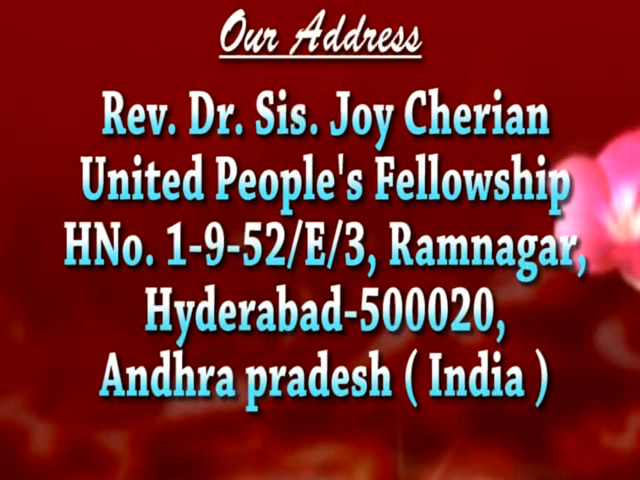 Our Address
Rev. Dr. Sis. Joy Cherian
United People's Fellowship
HNo. 1-9-52/E/3, Ramnagar,
Hyderabad-500020,
Andhra pradesh ( India )